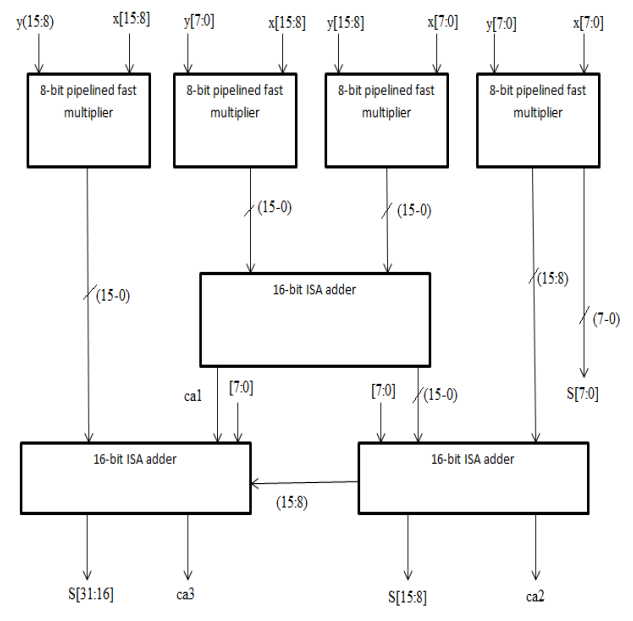 y(15:8) x[15:8] y[7:0] x[15:8] y[15:8] x[7:0] y[7:0] x[7:0]
8-bit pipelined fast multiplier
8-bit pipelined fast multiplier
8-bit pipelined fast multiplier
8-bit pipelined fast multiplier
(15-0) (15-0)
16-bit ISA adder
(15:8)
(15-0)
(7-0)
ca1 [7:0] [7:0] (15-0) S[7:0]
16-bit ISA adder 16-bit ISA adder
(15:8)
S[31:16] ca3 S[15:8] ca2